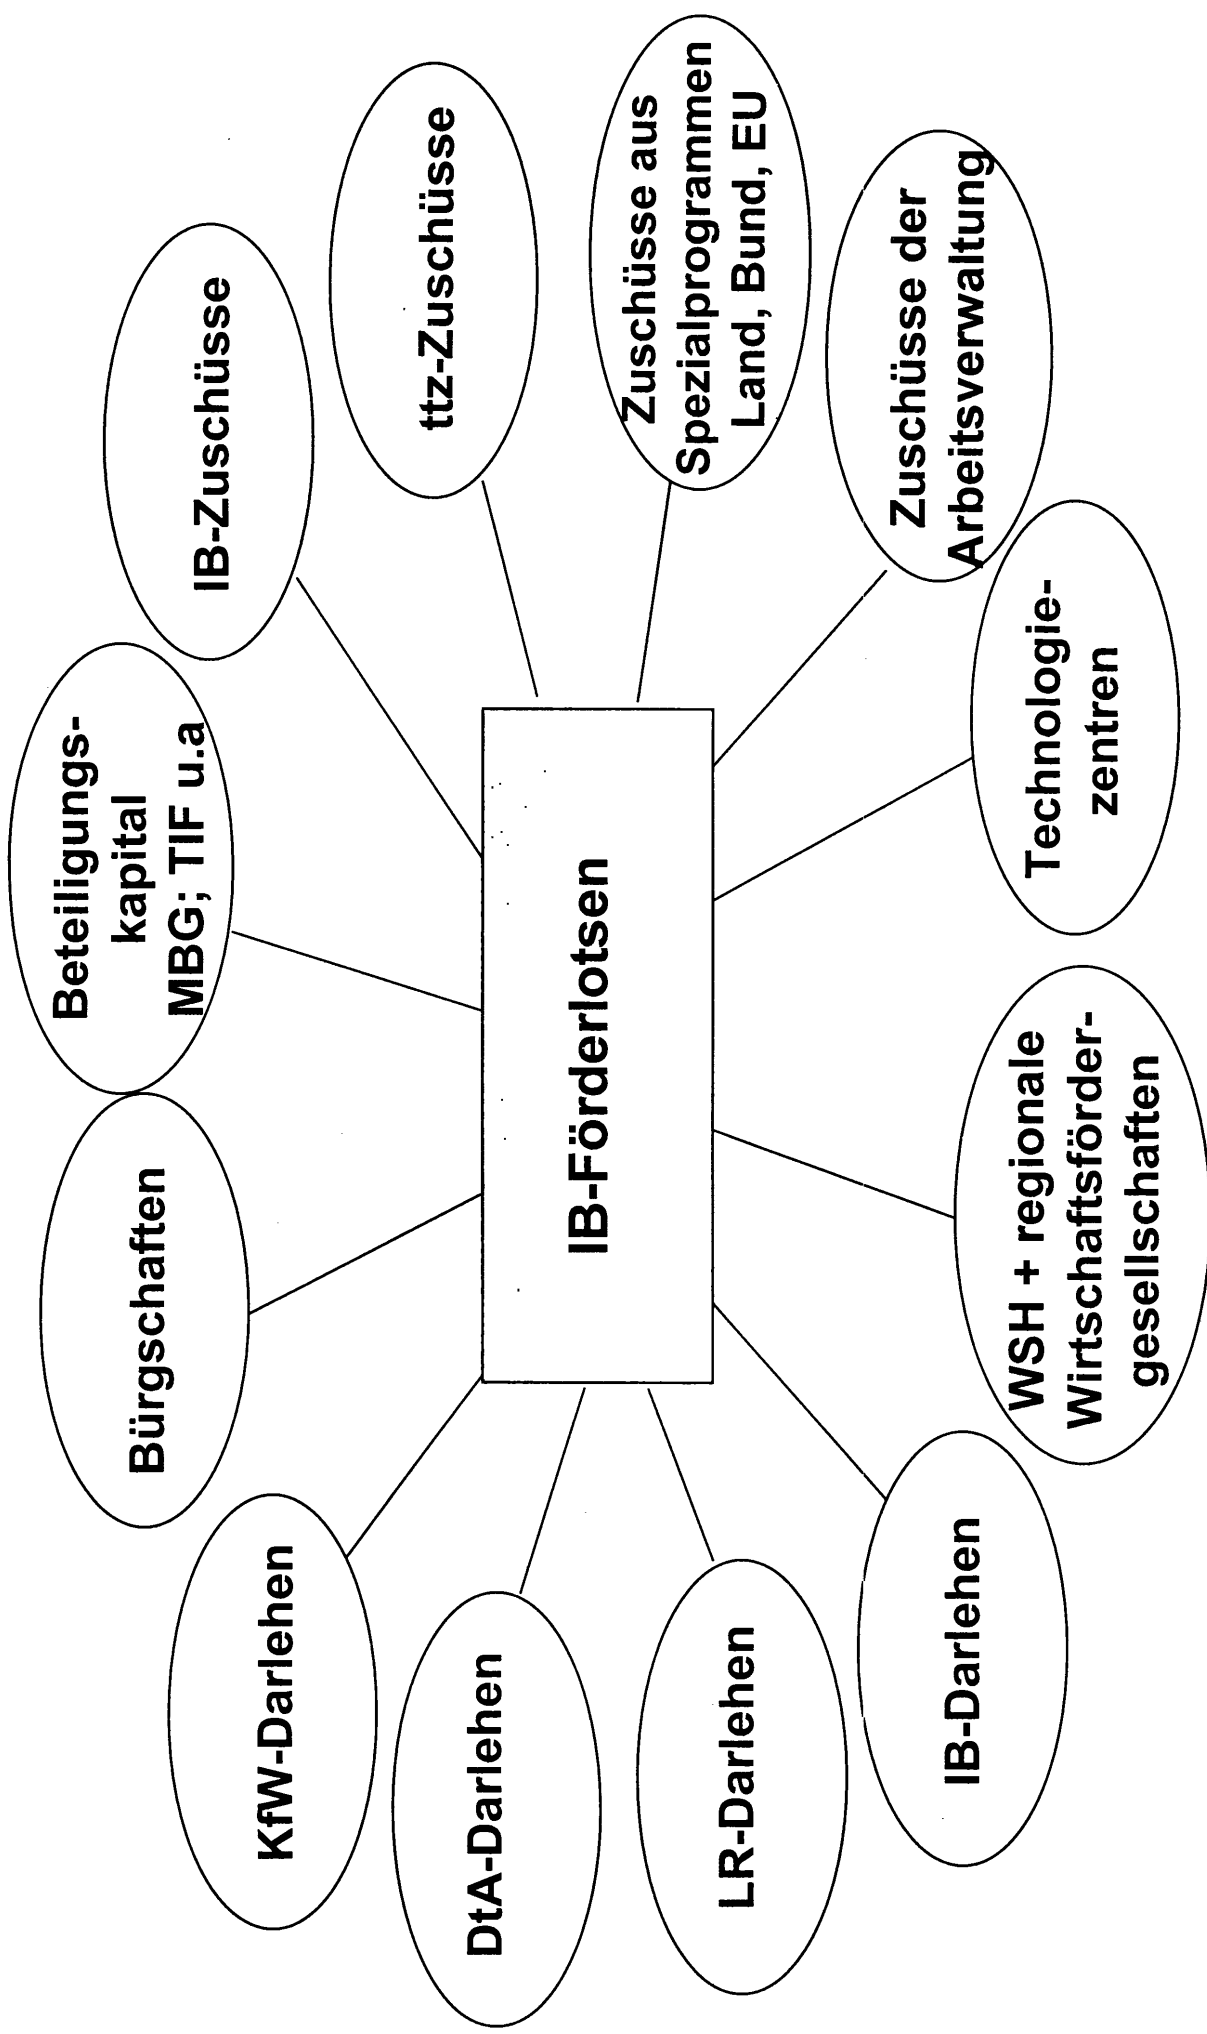 Beteiligungs-
kapital
MBG; TIF u.a
Bürgschaften
IB-Zuschüsse
KfW-Darlehen
ttz-Zuschüsse
DtA-Darlehen
IB-Förderlotsen
Zuschüsse aus
Spezialprogrammen
Land, Bund, EU
LR-Darlehen
Zuschüsse der
Arbeitsverwaltung
IB-Darlehen
Technologie-
zentren
WSH + regionale
Wirtschaftsförder-
gesellschaften